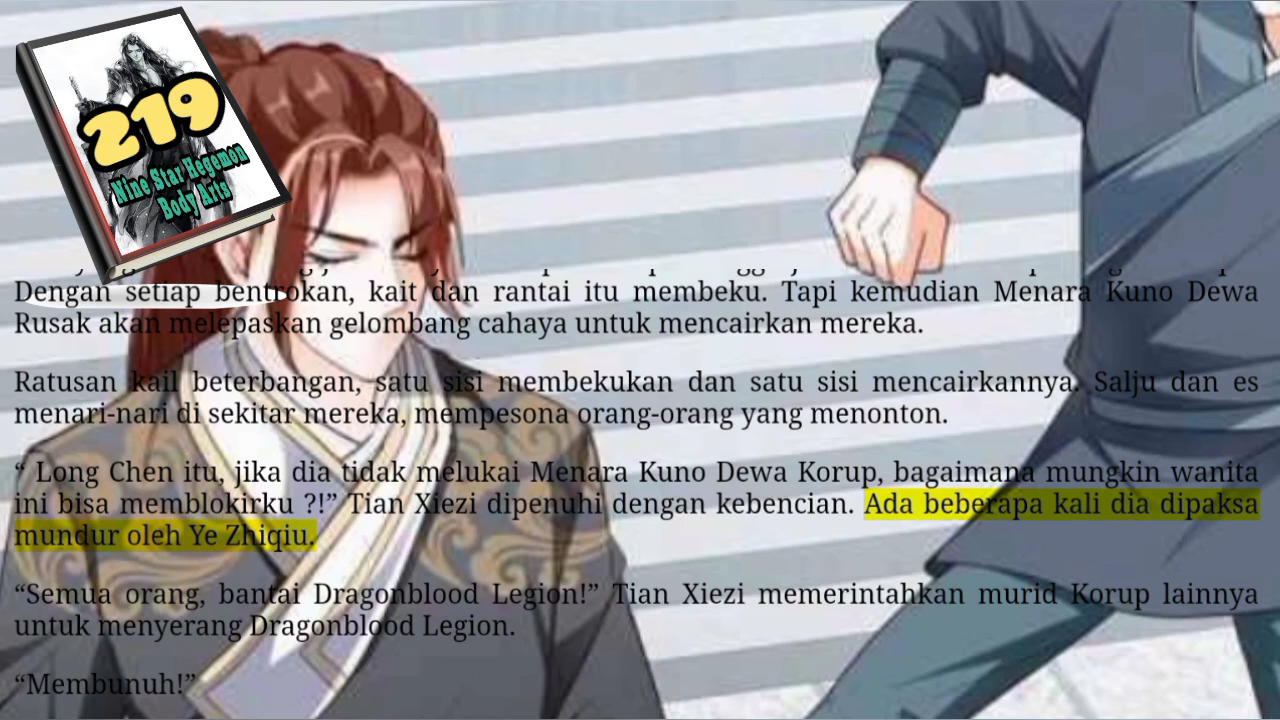 219
Nine Star Hegemon
Body Arts
Dengan setiap bentrokan, kait dan rantai itu membeku. Tapi kemudian Menara Kuno Dewa
Rusak akan melepaskan gelombang cahaya untuk mencairkan mereka.
Ratusan kail beterbangan, satu sisi membekukan dan satu sisi mencairkannya. Salju dan es
menari-nari di sekitar mereka, mempesona orang-orang yang menonton.
“ Long Chen itu, jika dia tidak melukai Menara Kuno Dewa Korup, bagaimana mungkin wanita
ini bisa memblokirku ?!” Tian Xiezi dipenuhi dengan kebencian. Ada beberapa kali dia dipaksa
mundur oleh Ye Zhiqiu.
“Semua orang, bantai Dragonblood Legion!” Tian Xiezi memerintahkan murid Korup lainnya
untuk menyerang Dragonblood Legion.
“Membunuh!”